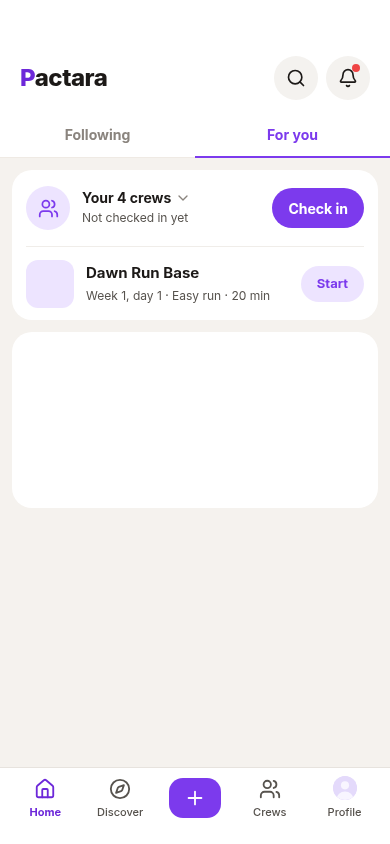 Pactara
Following
For you
Your 4 crews
Not checked in yet
Check in
Dawn Run Base
Week 1, day 1 · Easy run · 20 min
Start
Home
Discover
Crews
Profile